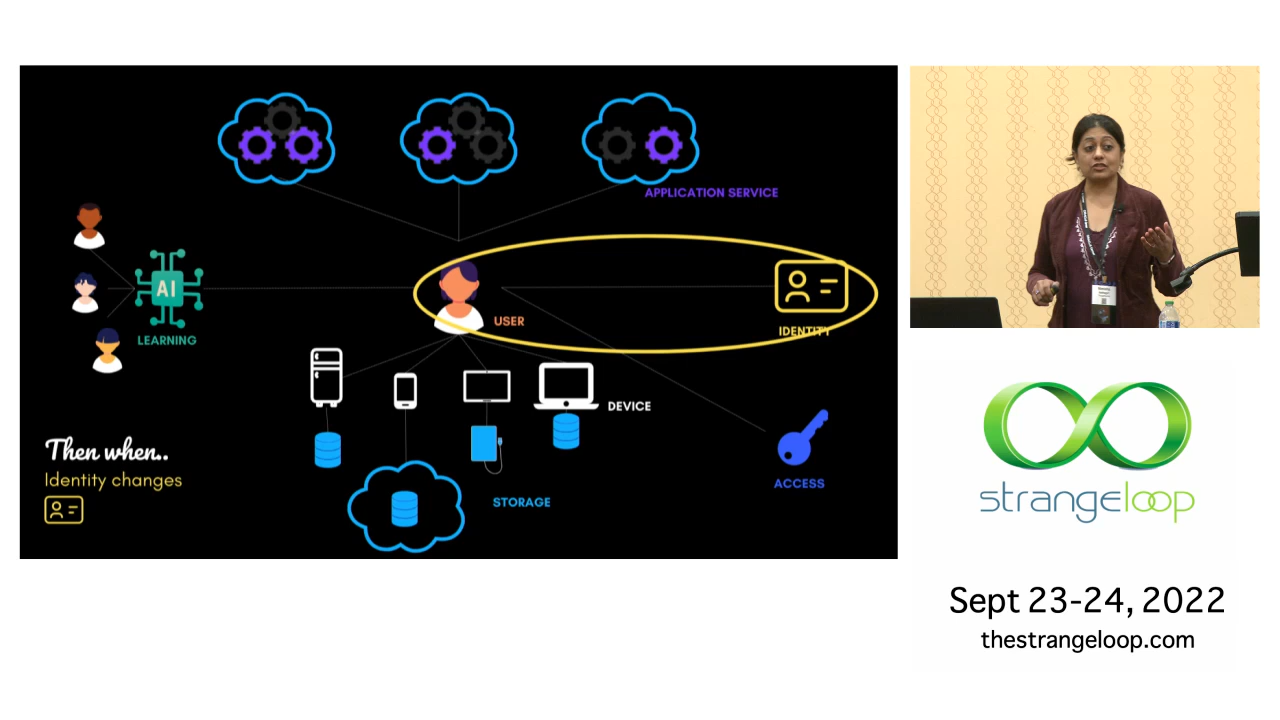 APPLICATION SERVICE
AI
LEARNING
USER
IDENTITY
DEVICE
Then when..
Identity changes
STORAGE
ACCESS
strangeloop
Sept 23-24, 2022
thestrangeloop.com